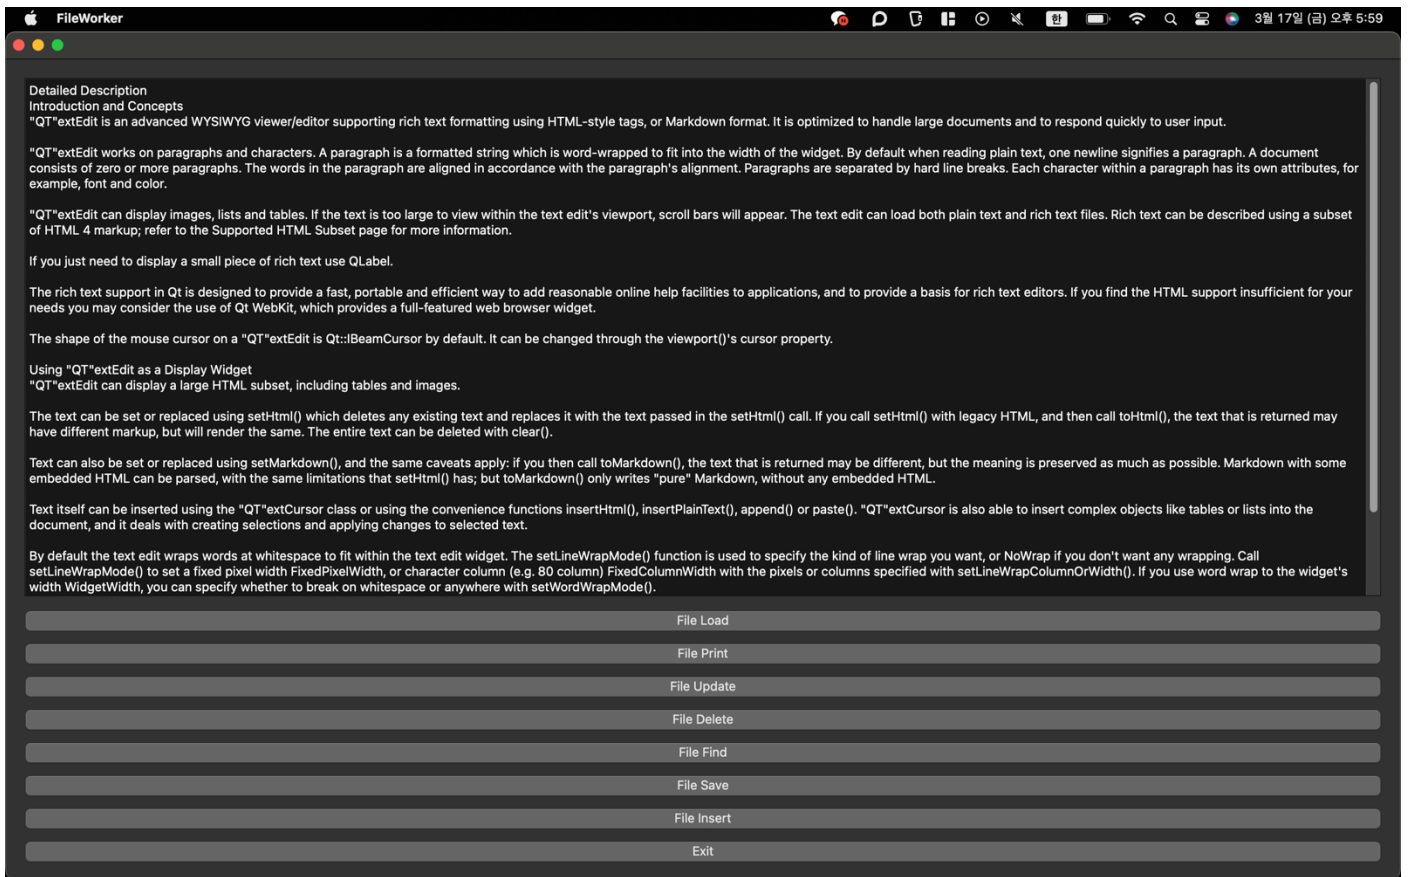 FileWorker
한
3월 17일 (금) 오후 5:59
Detailed Description
Introduction and Concepts
"QT"extEdit is an advanced WYSIWYG viewer/editor supporting rich text formatting using HTML-style tags, or Markdown format. It is optimized to handle large documents and to respond quickly to user input.
"QT"extEdit works on paragraphs and characters. A paragraph is a formatted string which is word-wrapped to fit into the width of the widget. By default when reading plain text, one newline signifies a paragraph. A document
consists of zero or more paragraphs. The words in the paragraph are aligned in accordance with the paragraph's alignment. Paragraphs are separated by hard line breaks. Each character within a paragraph has its own attributes, for
example, font and color.
"QT"extEdit can display images, lists and tables. If the text is too large to view within the text edit's viewport, scroll bars will appear. The text edit can load both plain text and rich text files. Rich text can be described using a subset
of HTML 4 markup; refer to the Supported HTML Subset page for more information.
If you just need to display a small piece of rich text use QLabel.
The rich text support in Qt is designed to provide a fast, portable and efficient way to add reasonable online help facilities to applications, and to provide a basis for rich text editors. If you find the HTML support insufficient for your
needs you may consider the use of Qt WebKit, which provides a full-featured web browser widget.
The shape of the mouse cursor on a "QT"extEdit is Qt::IBeamCursor by default. It can be changed through the viewport()'s cursor property.
Using "QT"extEdit as a Display Widget
"QT"extEdit can display a large HTML subset, including tables and images.
The text can be set or replaced using setHtml() which deletes any existing text and replaces it with the text passed in the setHtml() call. If you call setHtml() with legacy HTML, and then call toHtml(), the text that is returned may
have different markup, but will render the same. The entire text can be deleted with clear().
Text can also be set or replaced using setMarkdown(), and the same caveats apply: if you then call toMarkdown(), the text that is returned may be different, but the meaning is preserved as much as possible. Markdown with some
embedded HTML can be parsed, with the same limitations that setHtml() has; but toMarkdown() only writes "pure" Markdown, without any embedded HTML.
Text itself can be inserted using the "QT"extCursor class or using the convenience functions insertHtml(), insertPlainText(), append() or paste(). "QT"extCursor is also able to insert complex objects like tables or lists into the
document, and it deals with creating selections and applying changes to selected text.
By default the text edit wraps words at whitespace to fit within the text edit widget. The setLineWrapMode() function is used to specify the kind of line wrap you want, or NoWrap if you don't want any wrapping. Call
setLineWrapMode() to set a fixed pixel width FixedPixelWidth, or character column (e.g. 80 column) FixedColumnWidth with the pixels or columns specified with setLineWrapColumnOrWidth(). If you use word wrap to the widget's
width WidgetWidth, you can specify whether to break on whitespace or anywhere with setWordWrapMode().
File Load
File Print
File Update
File Delete
File Find
File Save
File Insert
Exit